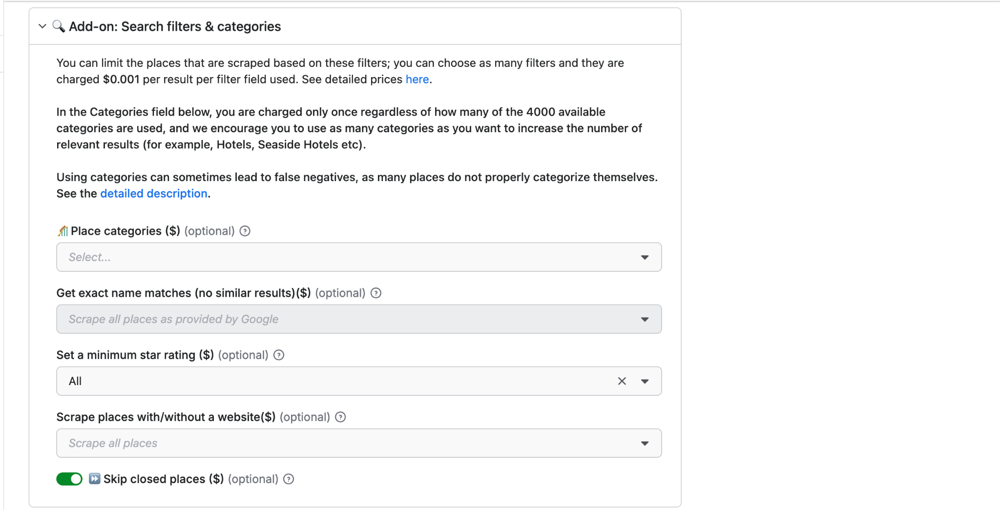 Add-on: Search filters & categories
You can limit the places that are scraped based on these filters; you can choose as many filters and they are
charged $0.001 per result per filter field used. See detailed prices here.
In the Categories field below, you are charged only once regardless of how many of the 4000 available
categories are used, and we encourage you to use as many categories as you want to increase the number of
relevant results (for example, Hotels, Seaside Hotels etc).
Using categories can sometimes lead to false negatives, as many places do not properly categorize themselves.
See the detailed description.
Place categories ($) (optional) ?
Select...
Get exact name matches (no similar results)($) (optional) ?
Scrape all places as provided by Google
Set a minimum star rating ($) (optional) ?
All
Scrape places with/without a website($) (optional) ?
Scrape all places
Skip closed places ($) (optional) ?